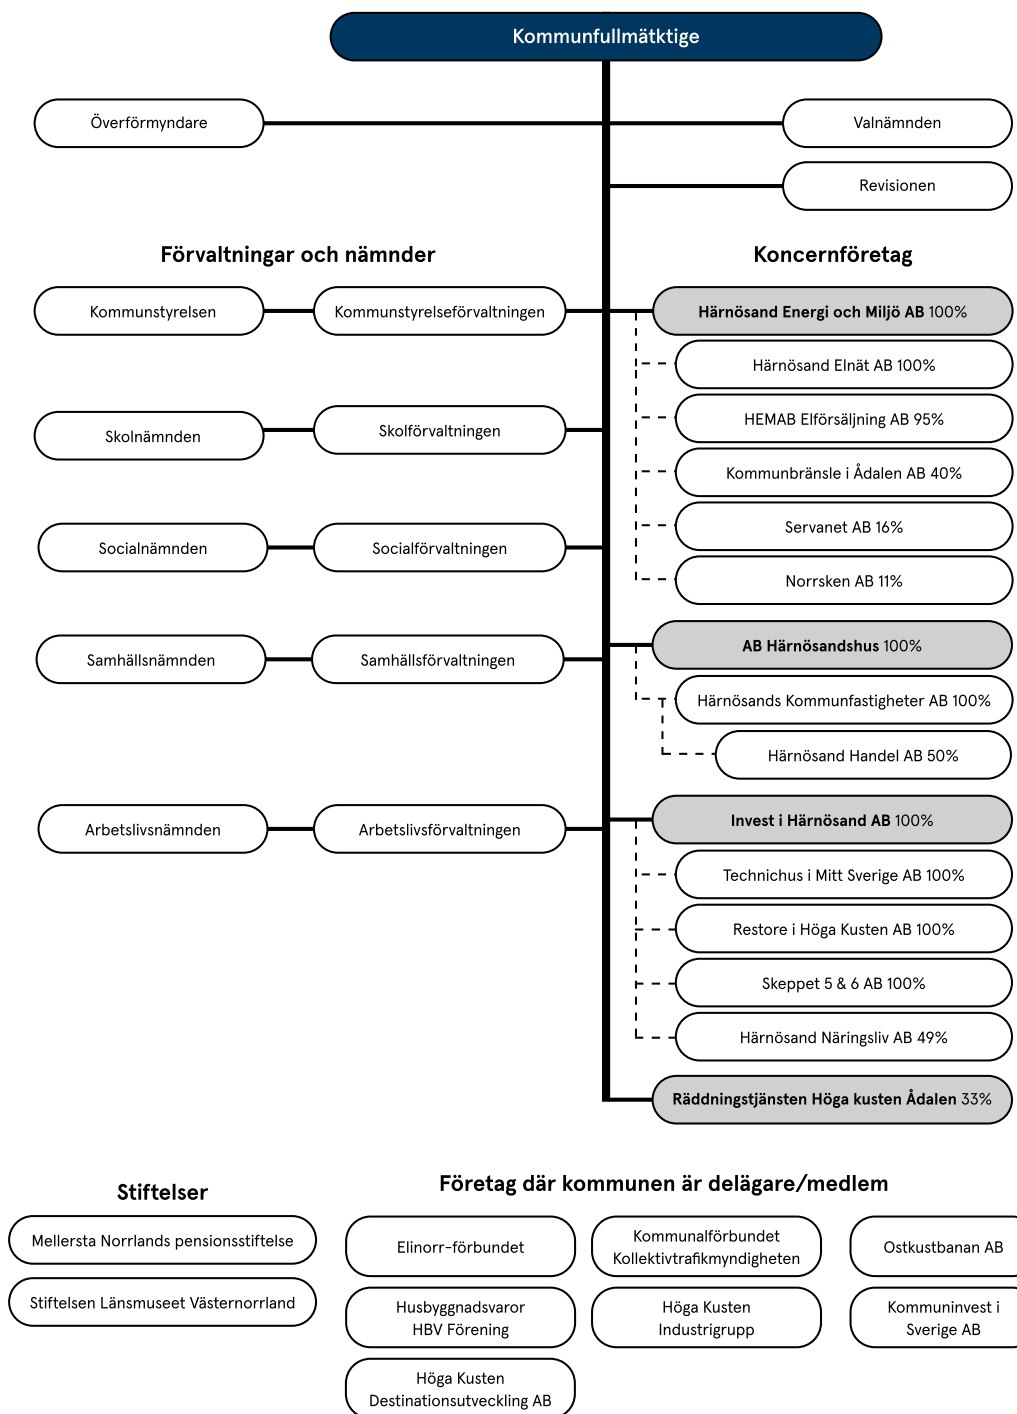 Kommunfullmätktige
Överförmyndare
Valnämnden
Revisionen
Förvaltningar och nämnder
Kommunstyrelsen
Kommunstyrelseförvaltningen
Skolnämnden
Skolförvaltningen
Socialnämnden
Socialförvaltningen
Samhällsnämnden
Samhällsförvaltningen
Arbetslivsnämnden
Arbetslivsförvaltningen
Koncernföretag
Härnösand Energi och Miljö AB 100%
Härnösand Elnät AB 100%
HEMAB Elförsäljning AB 95%
Kommunbränsle i Ådalen AB 40%
Servanet AB 16%
Norrsken AB 11%
AB Härnösandshus 100%
Härnösands Kommunfastigheter AB 100%
Härnösand Handel AB 50%
Invest i Härnösand AB 100%
Technichus i Mitt Sverige AB 100%
Restore i Höga Kusten AB 100%
Skeppet 5 & 6 AB 100%
Härnösand Näringsliv AB 49%
Räddningstjänsten Höga kusten Ådalen 33%
Stiftelser
Mellersta Norrlands pensionsstiftelse
Stiftelsen Länsmuseet Västernorrland
Företag där kommunen är delägare/medlem
Elinorr-förbundet
Kommunalförbundet
Kollektivtrafikmyndigheten
Ostkustbanan AB
Husbyggnadsvaror
HBV Förening
Höga Kusten
Industrigrupp
Kommuninvest i
Sverige AB
Höga Kusten
Destinationsutveckling AB